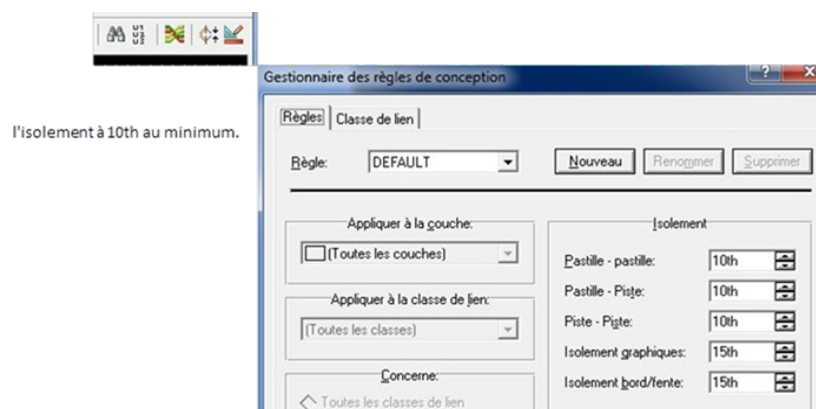 Gestionnaire des règles de conception
l'isolement à 10th au minimum.
Règles
Classe de lien
Règle:
DEFAULT
Nouveau
Renommer
Supprimer
Appliquer à la couche:
(Toutes les couches)
Appliquer à la classe de lien:
(Toutes les classes)
Concerne:
Toutes les classes de lien
Isolement
Pastille - pastille: 10th
Pastille - Piste: 10th
Piste - Piste: 10th
Isolement graphiques: 15th
Isolement bord/fente: 15th